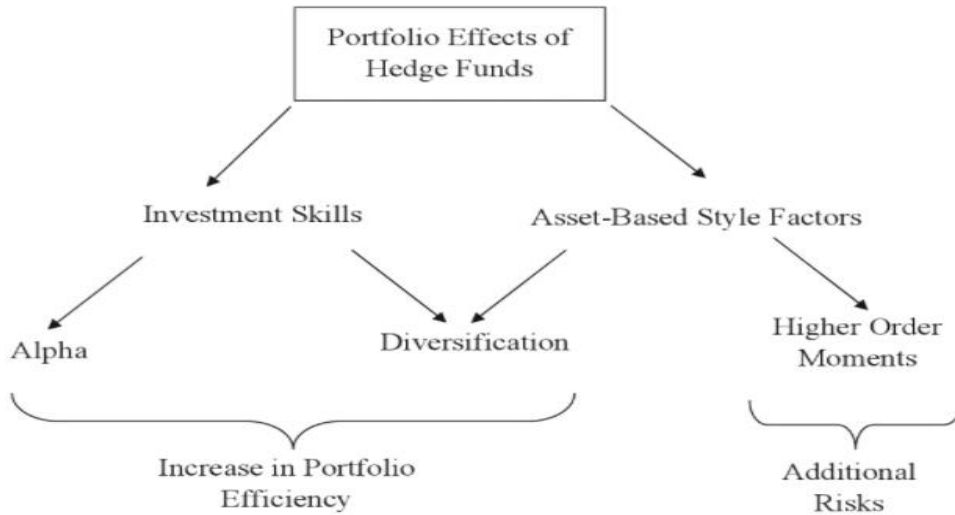 Portfolio Effects of
Hedge Funds
Investment Skills
Asset-Based Style Factors
Alpha
Diversification
Higher Order
Moments
Increase in Portfolio
Efficiency
Additional
Risks